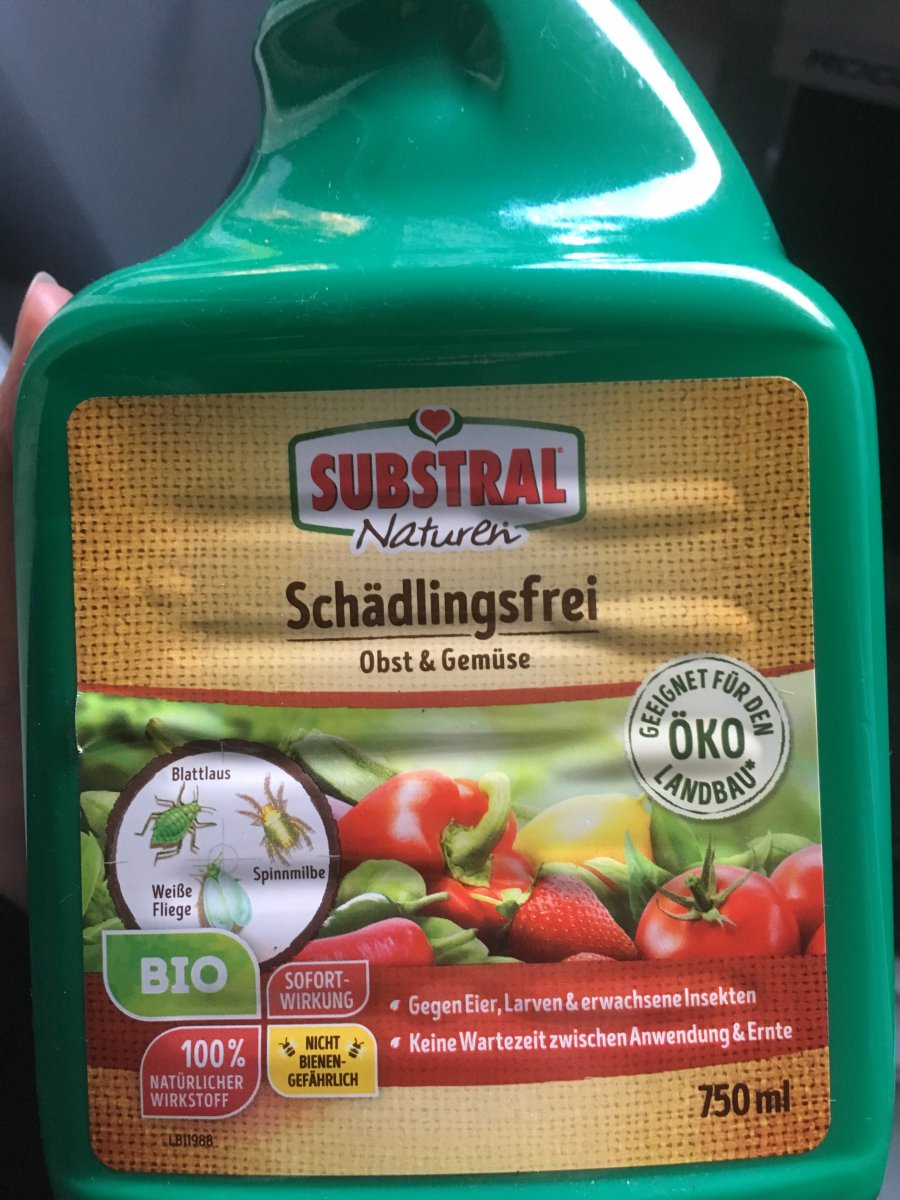 SUBSTRAL®
Naturen
Schädlingsfrei
Obst & Gemüse
GEEIGNET FÜR DEN
ÖKO
LANDBAU*
Blattlaus
Spinnmilbe
Weiße
Fliege
BIO
SOFORT-
WIRKUNG
100%
NATÜRLICHER
WIRKSTOFF
NICHT
BIENEN-
GEFÄHRLICH
Gegen Eier, Larven & erwachsene Insekten
Keine Wartezeit zwischen Anwendung & Ernte
750 ml
LB11988